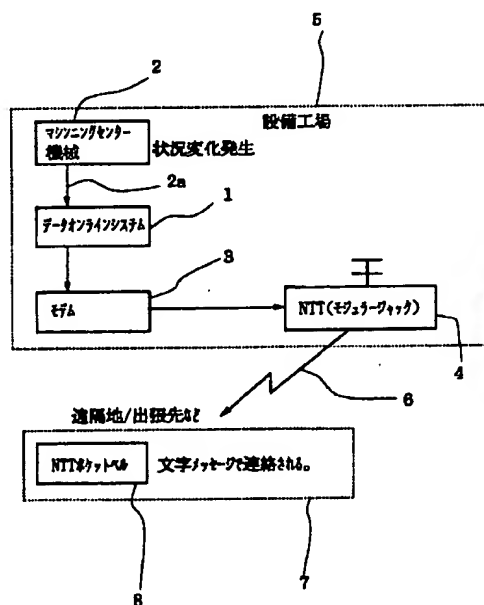 5
2
設備工場
マシンニングセンター
機械
状況変化発生
2a
1
データオンラインシステム
3
モデム
NTT(モジュラージャック)
4
6
遠隔地/出張先など
NTTポケットベル
文字メッセージで連絡される。
7
8